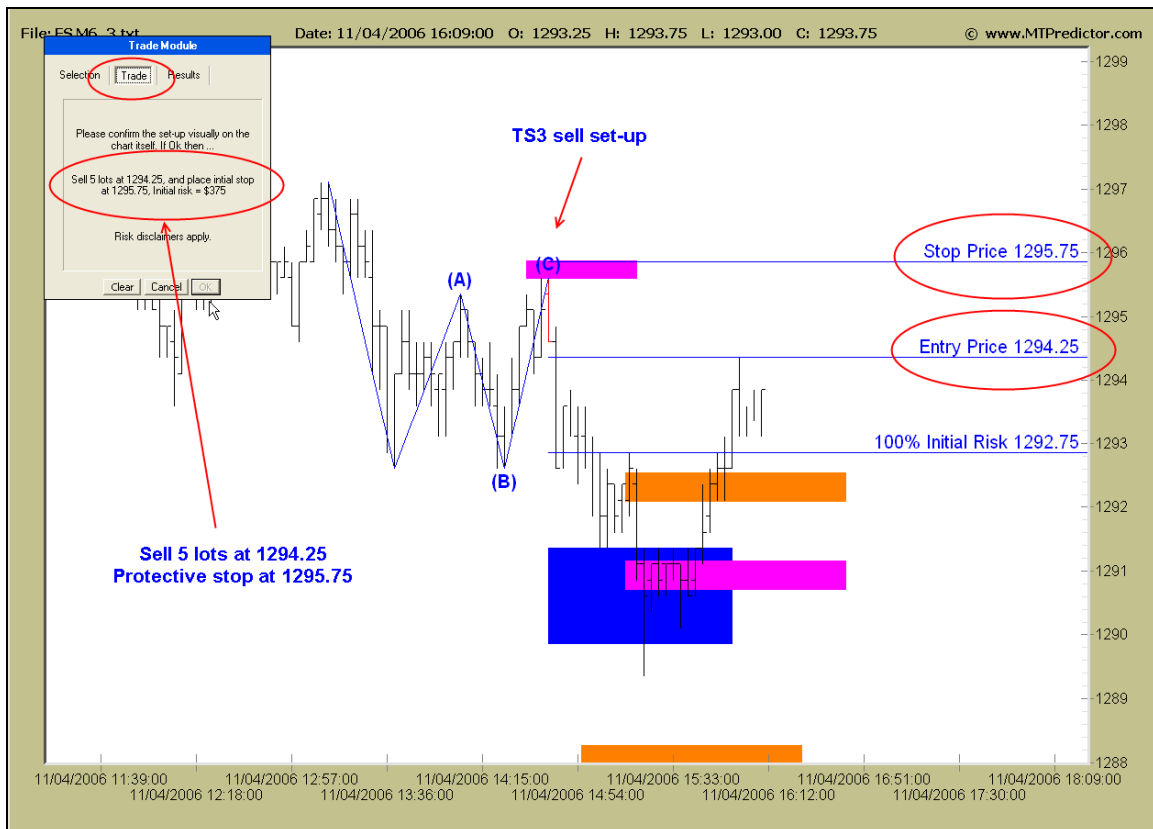 File: ES M6_3.txt Date: 11/04/2006 16:09:00 O: 1293.25 H: 1293.75 L: 1293.00 C: 1293.75 © www.MTPredictor.com
Trade Module
Selection Trade Results
Please confirm the set-up visually on the
chart itself. If Ok then ...
Sell 5 lots at 1294.25, and place intial stop
at 1295.75, Initial risk = $375
Risk disclaimers apply.
Clear Cancel OK
TS3 sell set-up
(A)
(B)
(C)
Stop Price 1295.75
Entry Price 1294.25
100% Initial Risk 1292.75
Sell 5 lots at 1294.25
Protective stop at 1295.75
1299
1298
1297
1296
1295
1294
1293
1292
1291
1290
1289
1288
11/04/2006 11:39:00 11/04/2006 12:57:00 11/04/2006 14:15:00 11/04/2006 15:33:00 11/04/2006 16:51:00 11/04/2006 18:09:00
11/04/2006 12:18:00 11/04/2006 13:36:00 11/04/2006 14:54:00 11/04/2006 16:12:00 11/04/2006 17:30:00